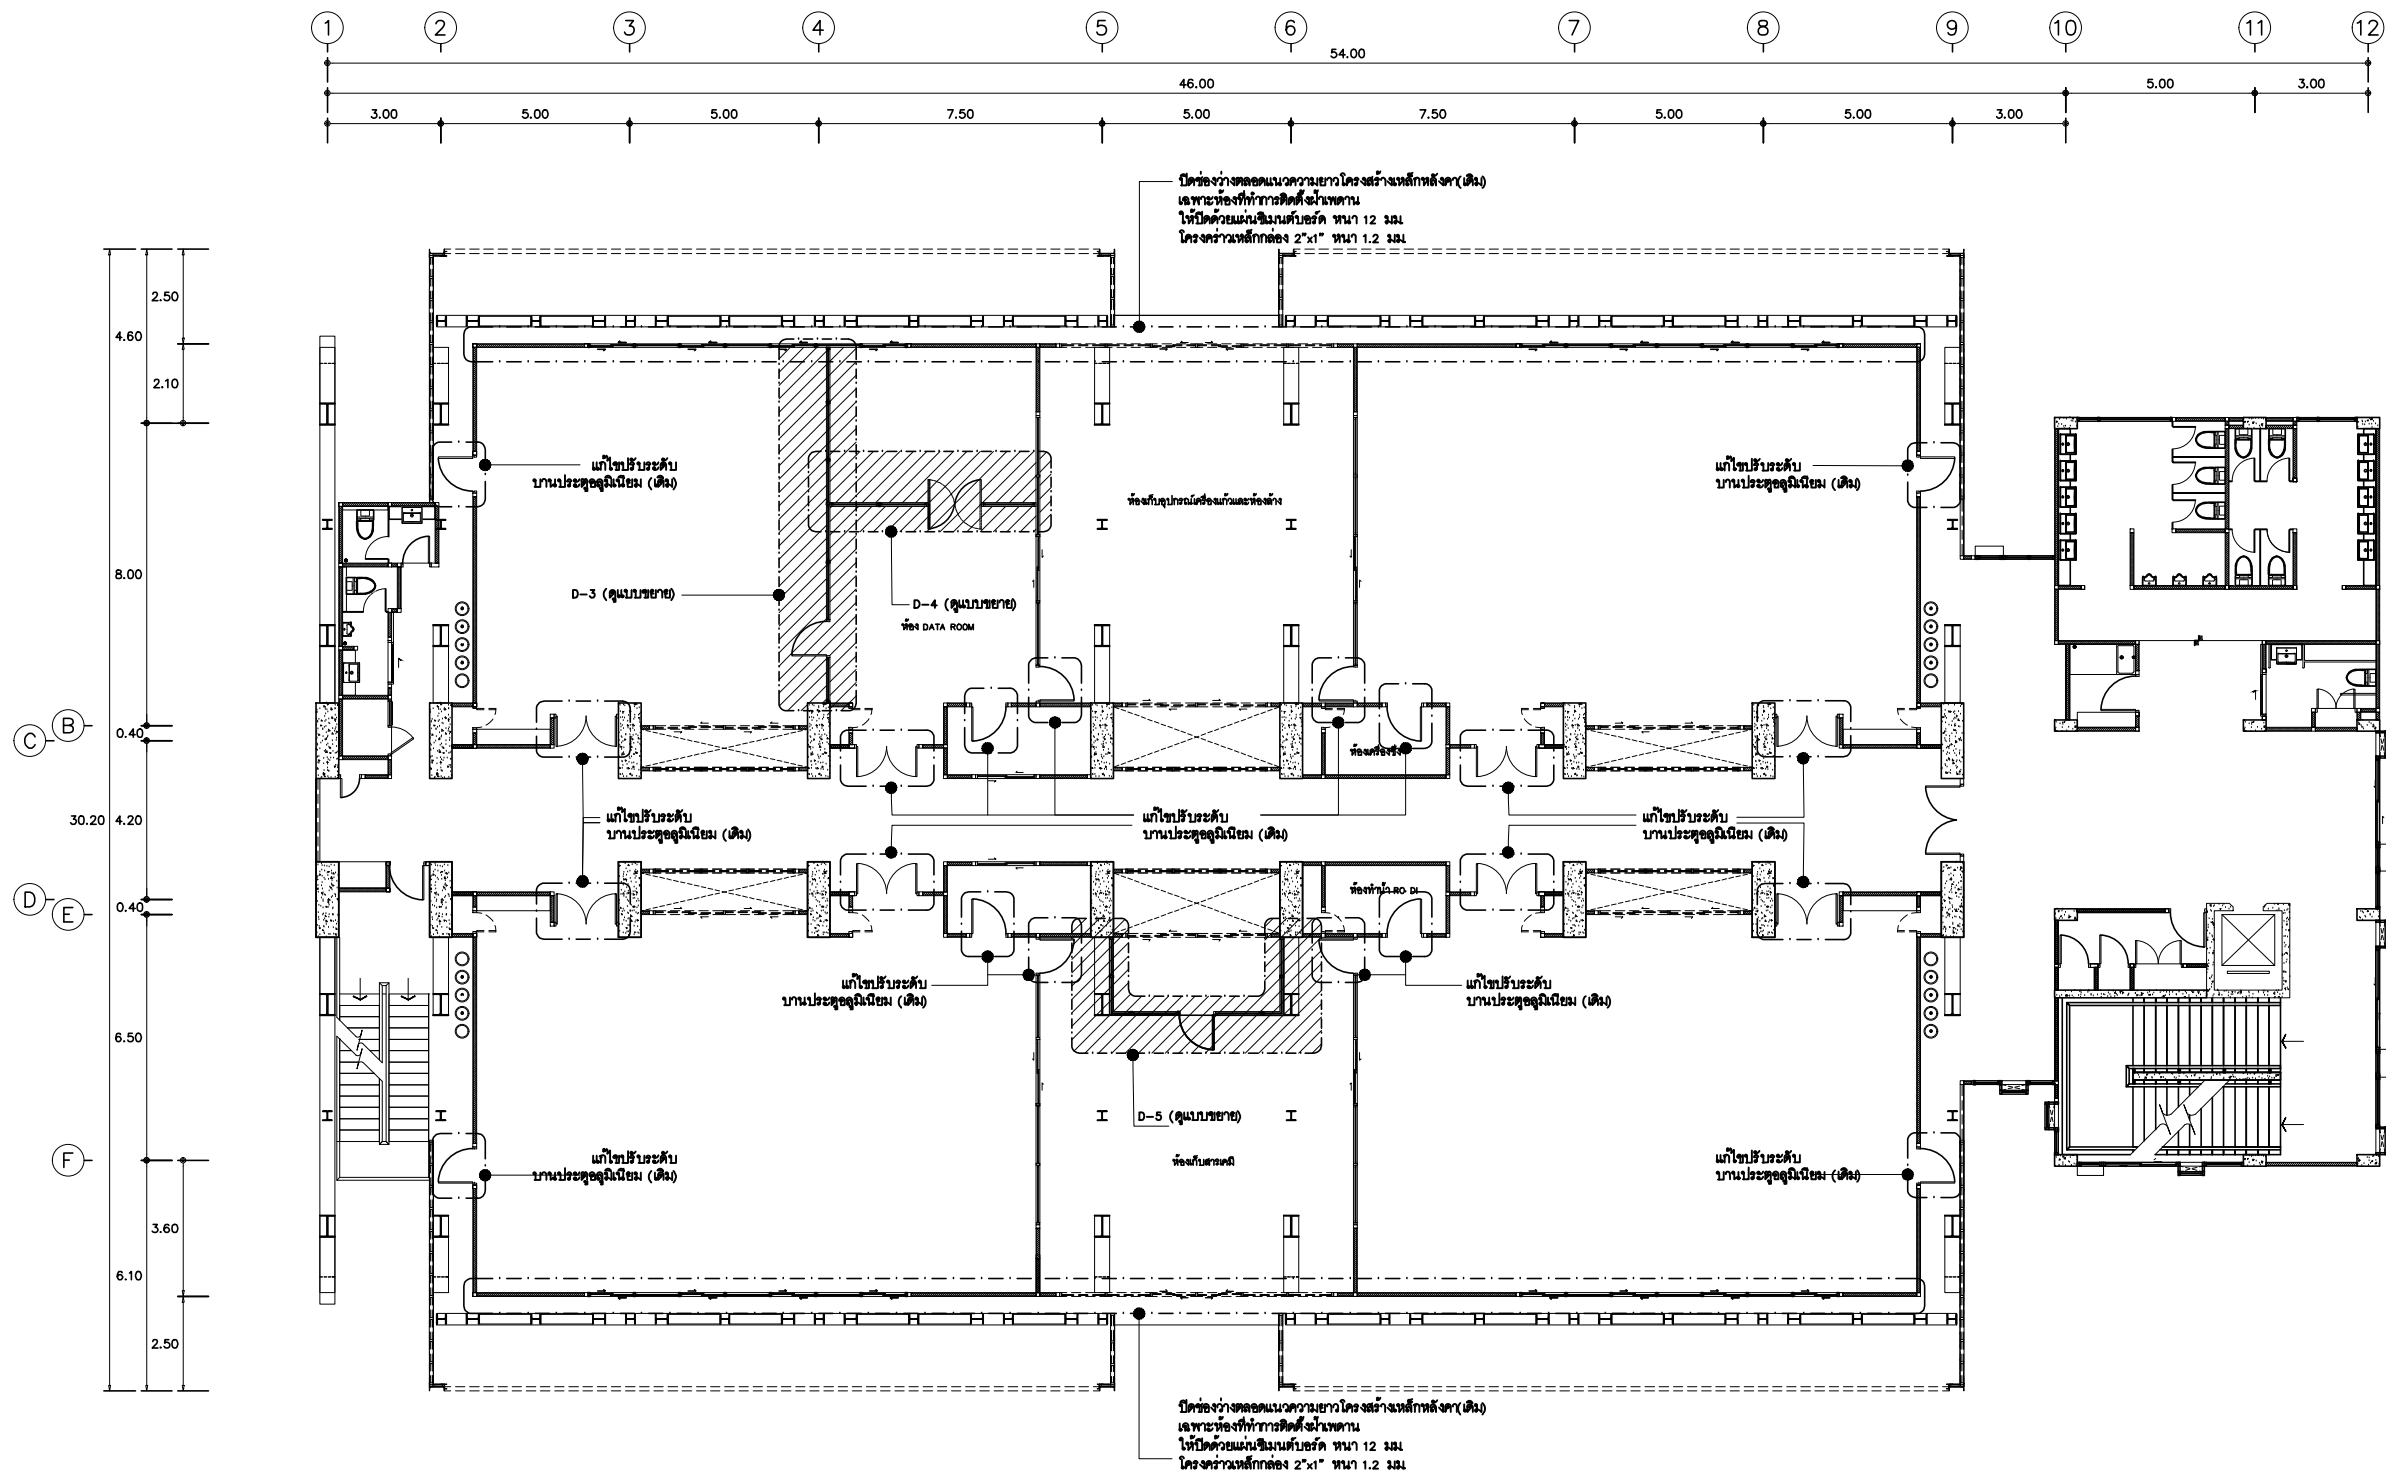 1 2 3 4 5 6 7 8 9 10 11 12
54.00
46.00 5.00 3.00
3.00 5.00 5.00 7.50 5.00 7.50 5.00 5.00 3.00
ปิดช่องว่างตลอดแนวความยาวโครงสร้างเหล็กหลังคา(เดิม)
เฉพาะห้องที่ทำการติดตั้งฝ้าเพดาน
ให้ปิดด้วยแผ่นซีเมนต์บอร์ด หนา 12 มม.
โครงคร่าวเหล็กกล่อง 2"x1" หนา 1.2 มม.
2.50
4.60
2.10
แก้ไขปรับระดับ
บานประตูอลูมิเนียม (เดิม)
แก้ไขปรับระดับ
บานประตูอลูมิเนียม (เดิม)
ห้องเก็บอุปกรณ์เครื่องแก้วและห้องล้าง
8.00
D-3 (ดูแบบขยาย)
D-4 (ดูแบบขยาย)
ห้อง DATA ROOM
B
C
0.40
ห้องเครื่องชั่ง
30.20 4.20
แก้ไขปรับระดับ
บานประตูอลูมิเนียม (เดิม)
แก้ไขปรับระดับ
บานประตูอลูมิเนียม (เดิม)
แก้ไขปรับระดับ
บานประตูอลูมิเนียม (เดิม)
ห้องทำน้ำ RO DI
D
E
0.40
แก้ไขปรับระดับ
บานประตูอลูมิเนียม (เดิม)
แก้ไขปรับระดับ
บานประตูอลูมิเนียม (เดิม)
6.50
D-5 (ดูแบบขยาย)
ห้องเก็บสารเคมี
F
แก้ไขปรับระดับ
บานประตูอลูมิเนียม (เดิม)
แก้ไขปรับระดับ
บานประตูอลูมิเนียม (เดิม)
3.60
6.10
2.50
ปิดช่องว่างตลอดแนวความยาวโครงสร้างเหล็กหลังคา(เดิม)
เฉพาะห้องที่ทำการติดตั้งฝ้าเพดาน
ให้ปิดด้วยแผ่นซีเมนต์บอร์ด หนา 12 มม.
โครงคร่าวเหล็กกล่อง 2"x1" หนา 1.2 มม.